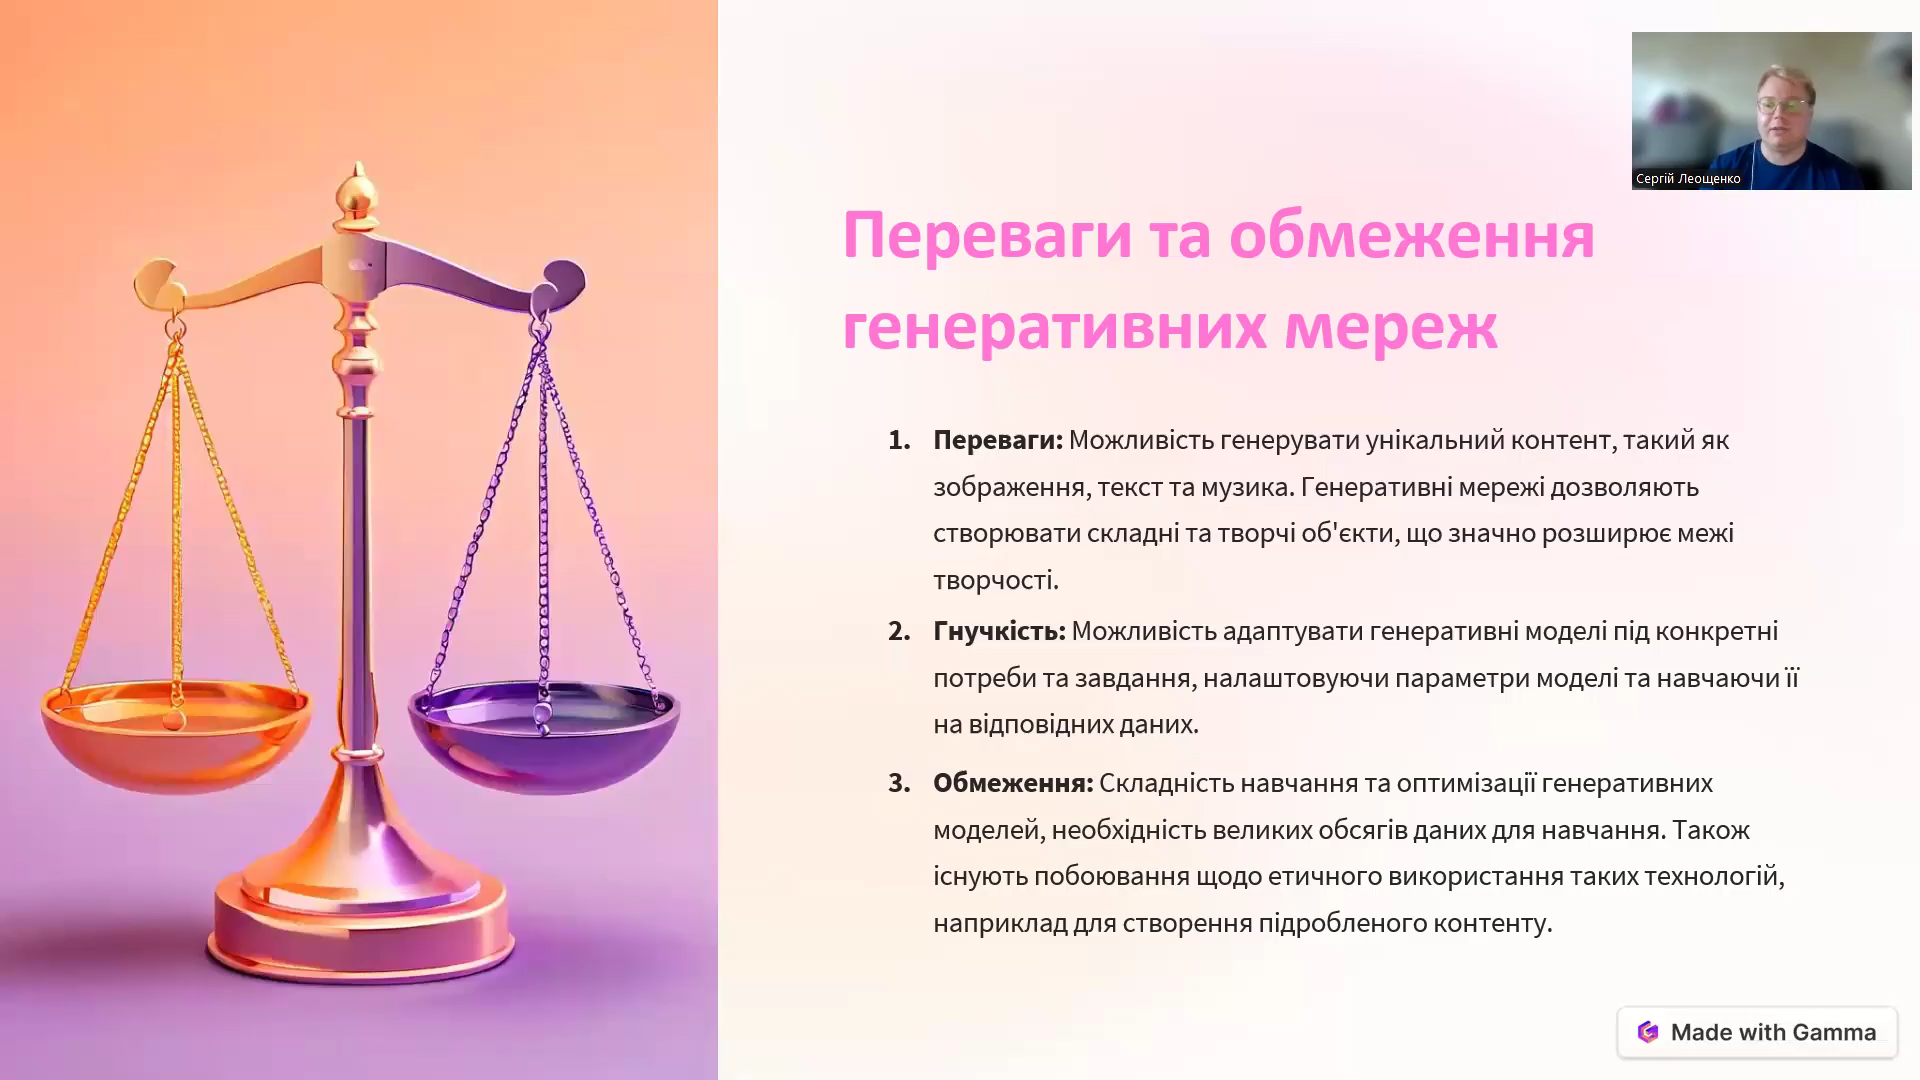 Сергій Леощенко
Переваги та обмеження
генеративних мереж
1. Переваги: Можливість генерувати унікальний контент, такий як
зображення, текст та музика. Генеративні мережі дозволяють
створювати складні та творчі об'єкти, що значно розширює межі
творчості.
2. Гнучкість: Можливість адаптувати генеративні моделі під конкретні
потреби та завдання, налаштовуючи параметри моделі та навчаючи її
на відповідних даних.
3. Обмеження: Складність навчання та оптимізації генеративних
моделей, необхідність великих обсягів даних для навчання. Також
існують побоювання щодо етичного використання таких технологій,
наприклад для створення підробленого контенту.
Made with Gamma